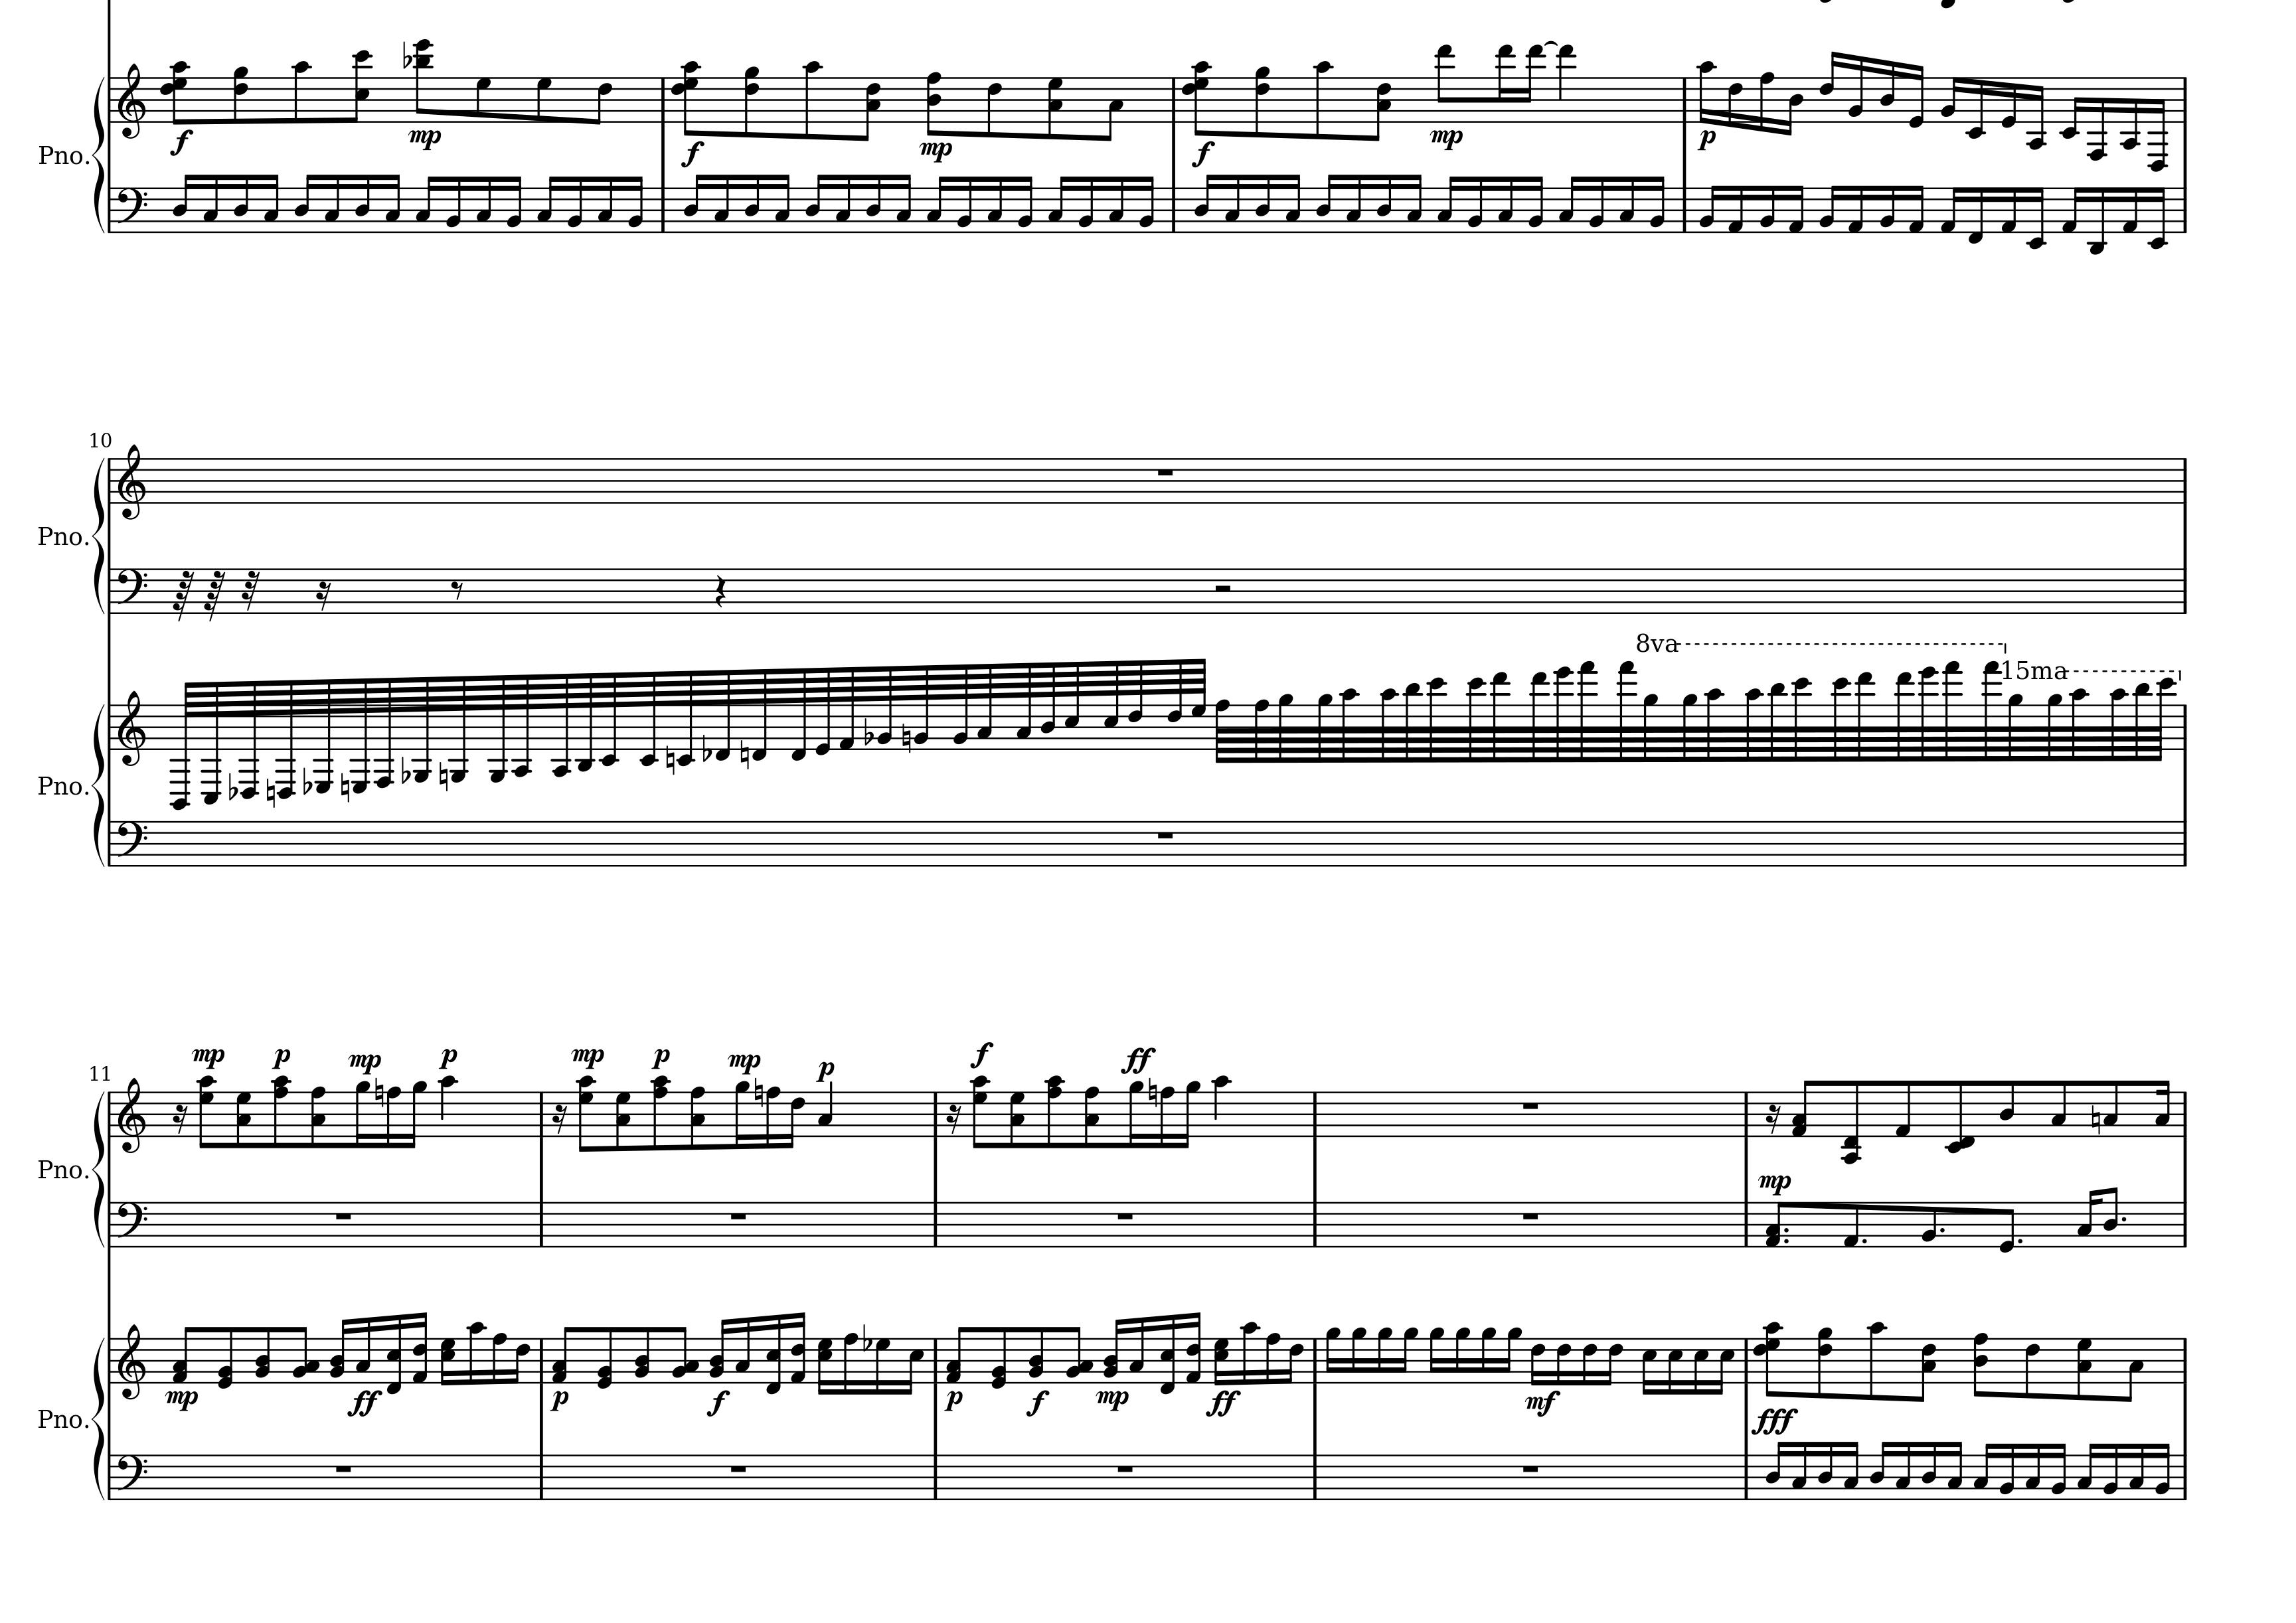 f mp f mp f mp p
Pno.
10
Pno.
8va
15ma
Pno.
mp p mp p mp p mp p f ff
11
Pno.
mp
mp ff p f p f mp ff mf
Pno.
fff